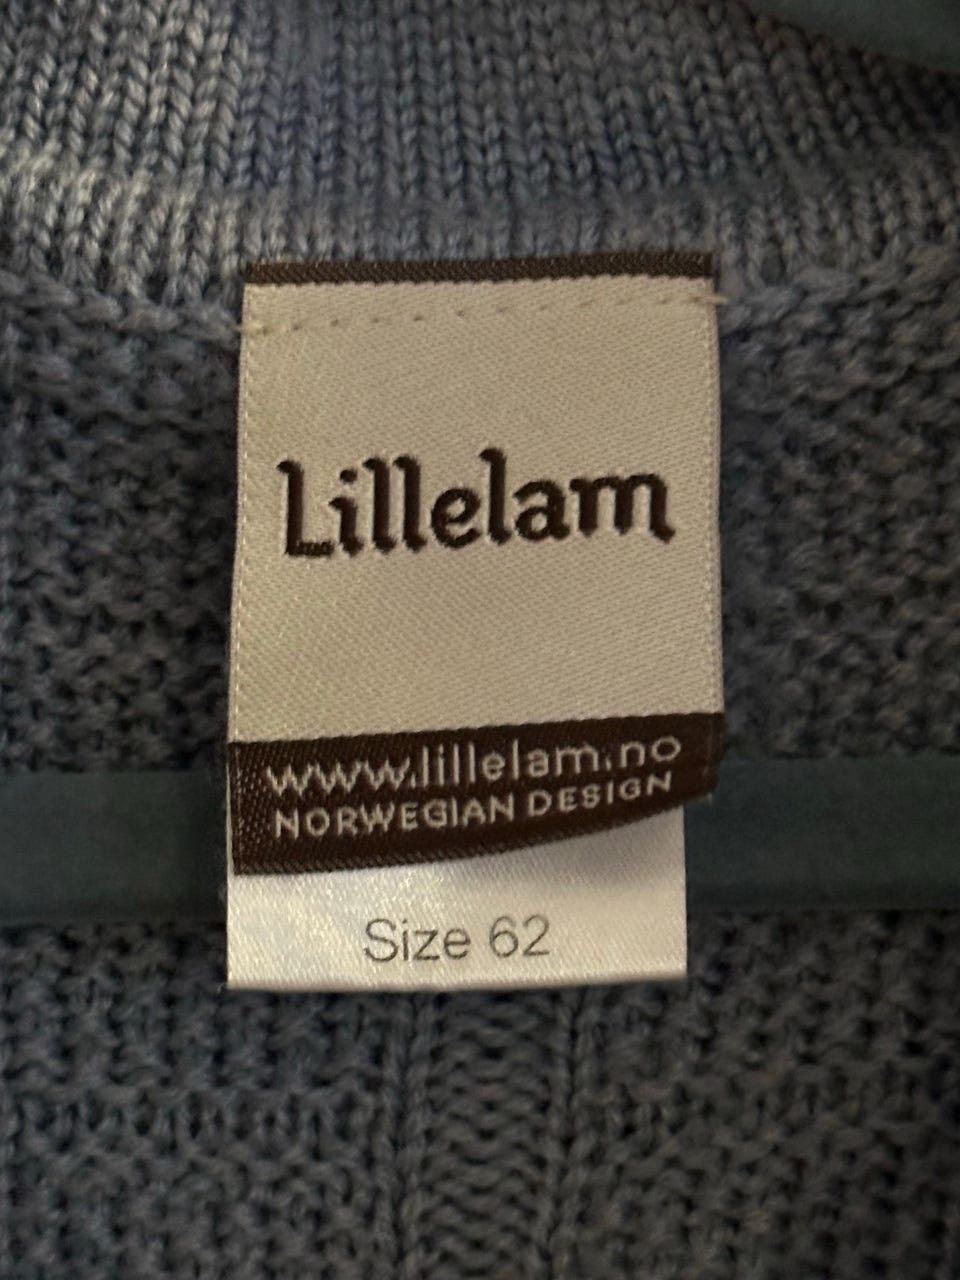 Lillelam
www.lillelam.no
NORWEGIAN DESIGN
Size 62